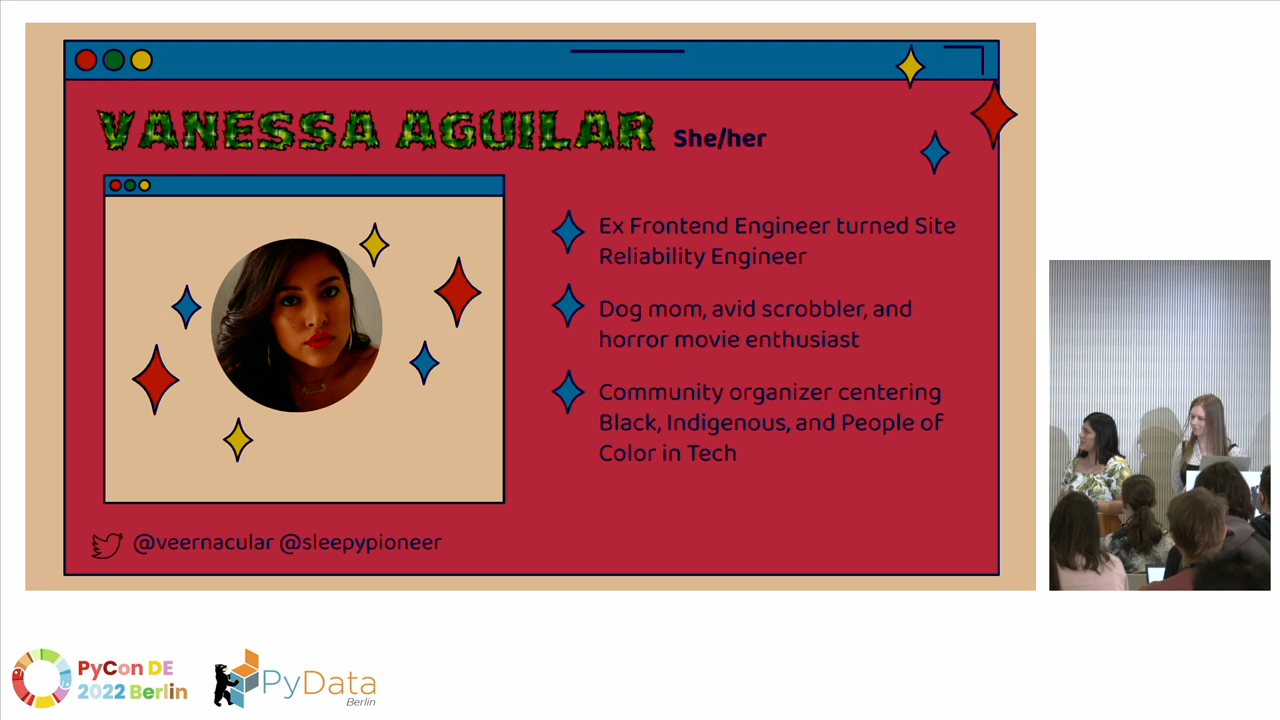 VANESSA AGUILAR She/her
Ex Frontend Engineer turned Site
Reliability Engineer
Dog mom, avid scrobbler, and
horror movie enthusiast
Community organizer centering
Black, Indigenous, and People of
Color in Tech
@veernacular @sleepypioneer
PyCon DE
2022 Berlin
PyData
Berlin